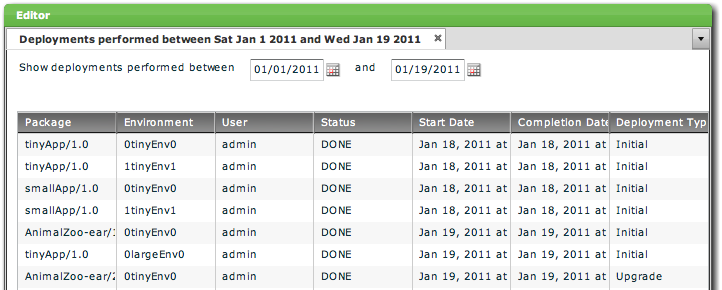 Editor
Deployments performed between Sat Jan 1 2011 and Wed Jan 19 2011
Show deployments performed between 01/01/2011 and 01/19/2011
Package Environment User Status Start Date Completion Date Deployment Typ
tinyApp/1.0 0tinyEnv0 admin DONE Jan 18, 2011 at Jan 18, 2011 at Initial
tinyApp/1.0 1tinyEnv1 admin DONE Jan 18, 2011 at Jan 18, 2011 at Initial
smallApp/1.0 0tinyEnv0 admin DONE Jan 18, 2011 at Jan 18, 2011 at Initial
smallApp/1.0 1tinyEnv1 admin DONE Jan 18, 2011 at Jan 18, 2011 at Initial
AnimalZoo-ear/1 0tinyEnv0 admin DONE Jan 19, 2011 at Jan 19, 2011 at Initial
tinyApp/1.0 0largeEnv0 admin DONE Jan 19, 2011 at Jan 19, 2011 at Initial
AnimalZoo-ear/2 0tinyEnv0 admin DONE Jan 19, 2011 at Jan 19, 2011 at Upgrade